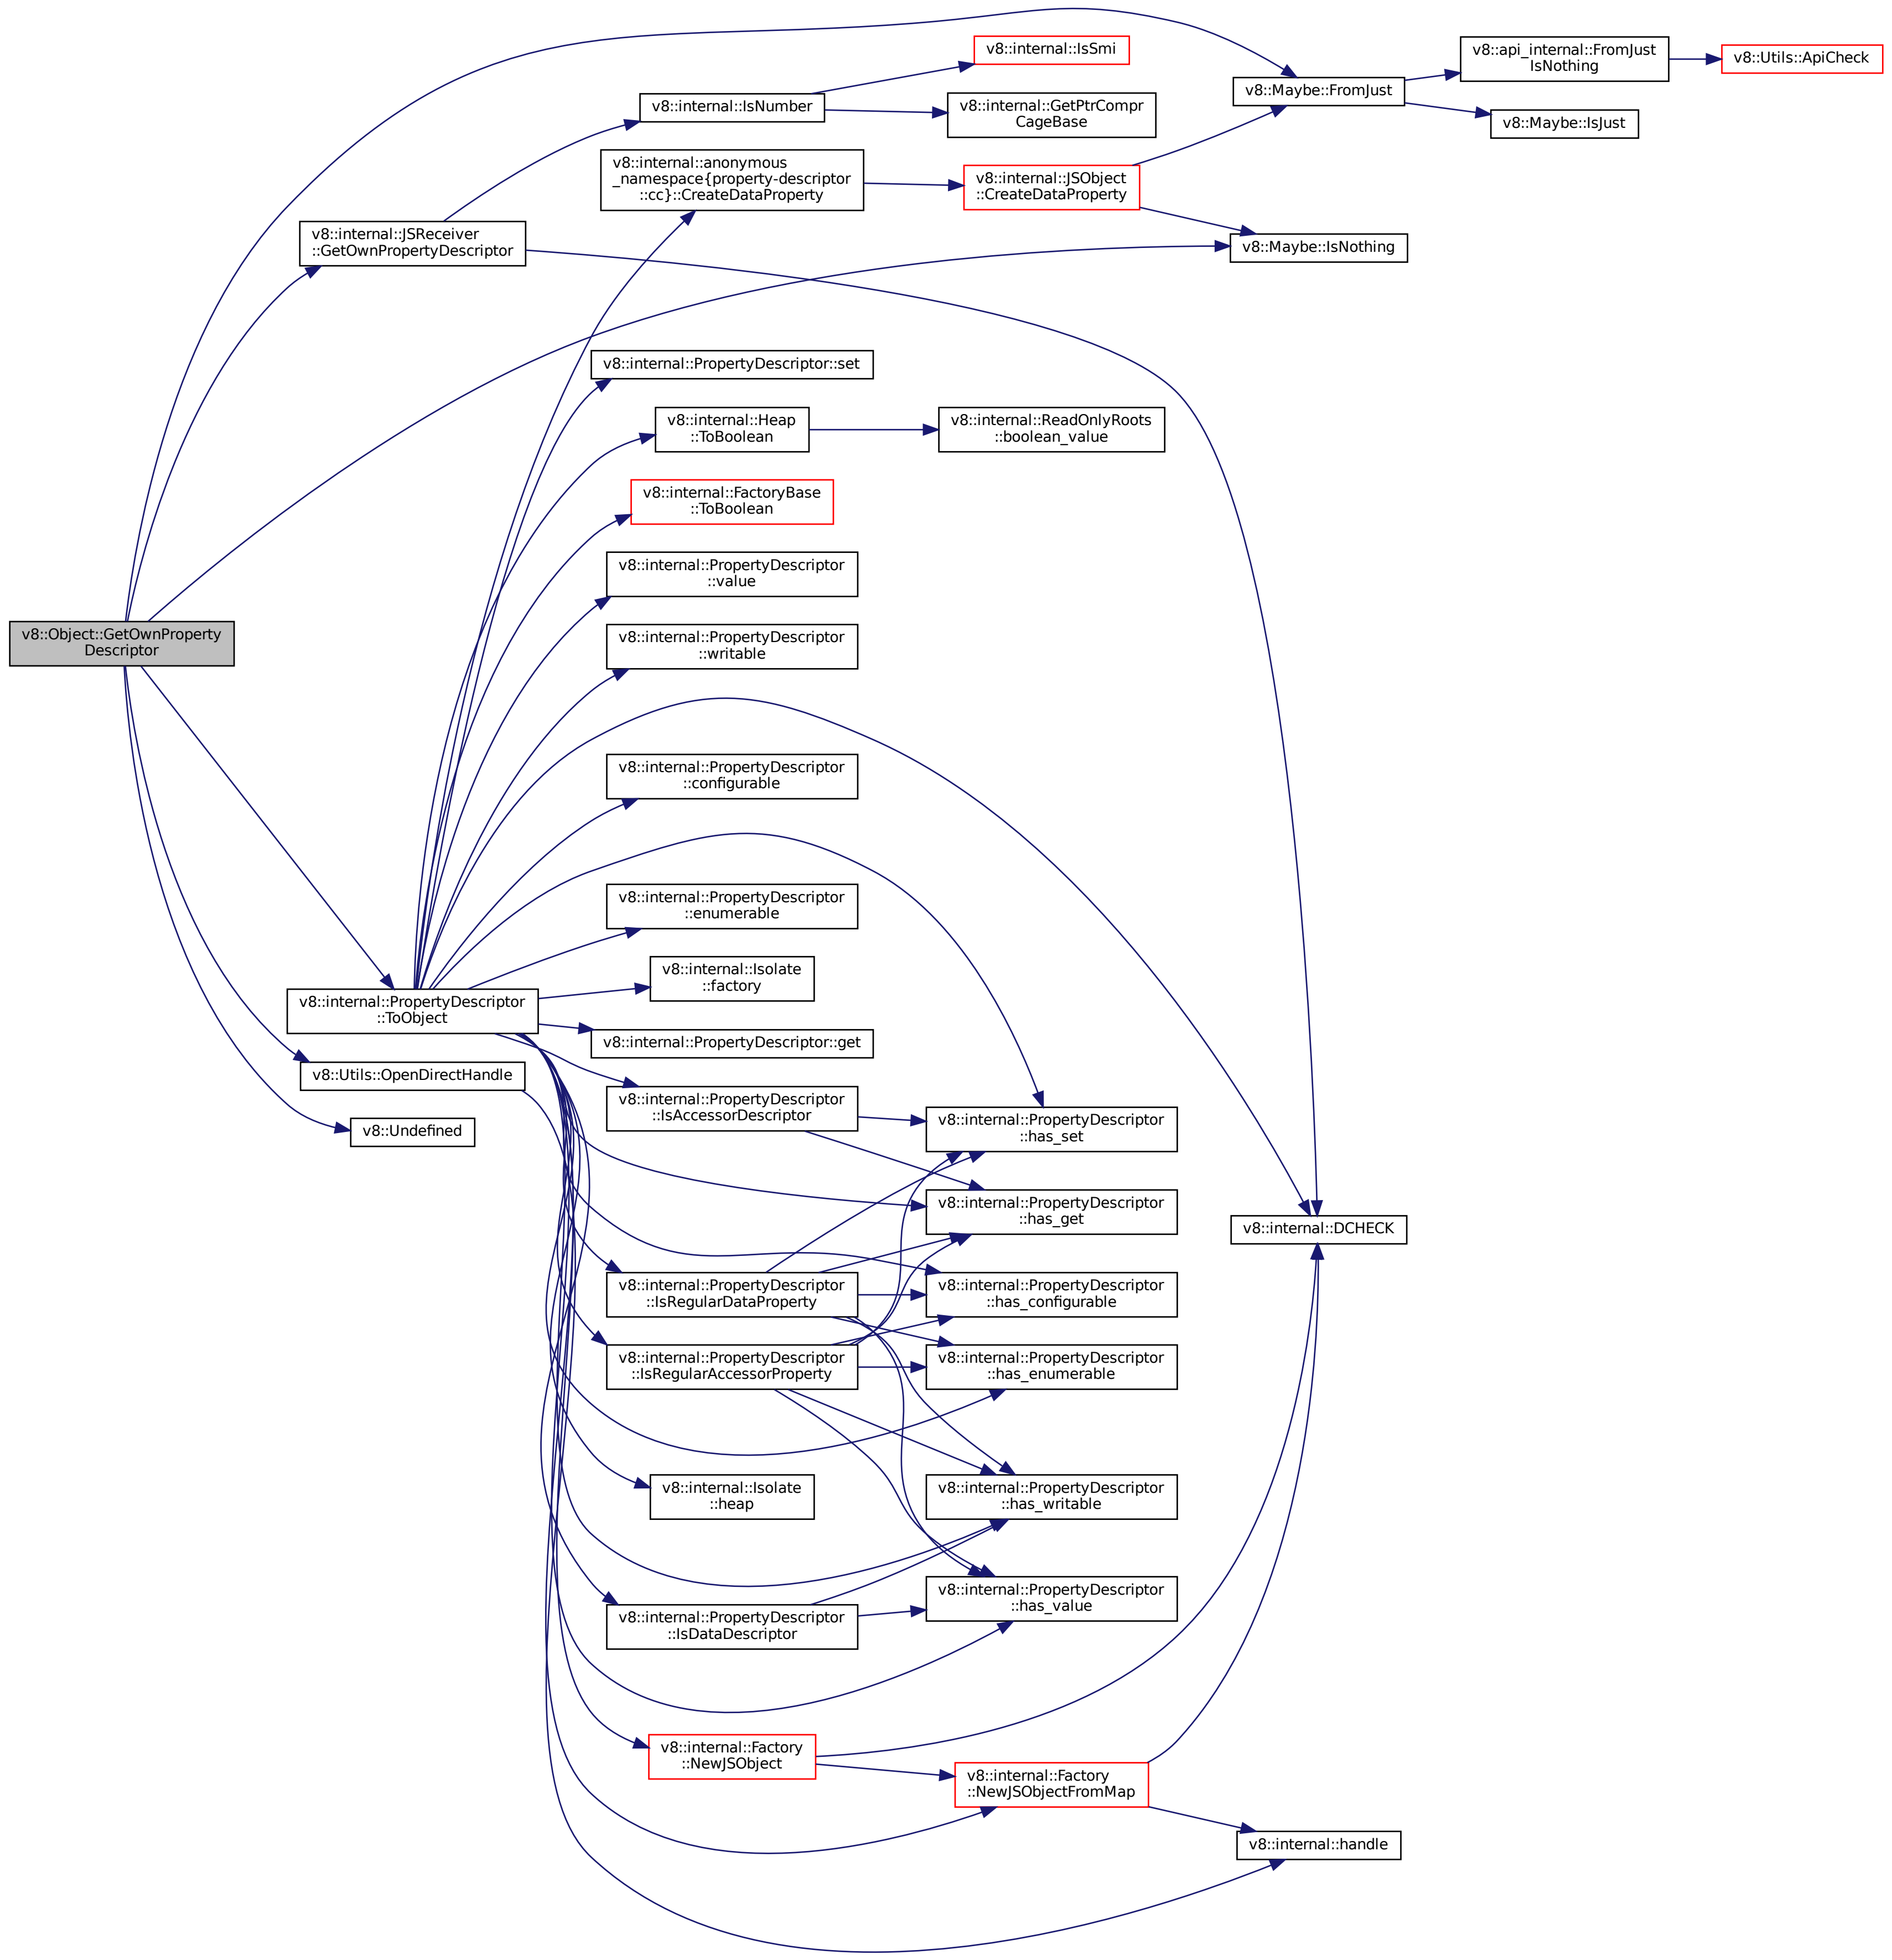 v8::Object::GetOwnProperty
Descriptor
v8::internal::JSReceiver
::GetOwnPropertyDescriptor
v8::internal::PropertyDescriptor
::ToObject
v8::Utils::OpenDirectHandle
v8::Undefined
v8::internal::IsNumber
v8::internal::anonymous
_namespace{property-descriptor
::cc}::CreateDataProperty
v8::internal::PropertyDescriptor::set
v8::internal::Heap
::ToBoolean
v8::internal::FactoryBase
::ToBoolean
v8::internal::PropertyDescriptor
::value
v8::internal::PropertyDescriptor
::writable
v8::internal::PropertyDescriptor
::configurable
v8::internal::PropertyDescriptor
::enumerable
v8::internal::Isolate
::factory
v8::internal::PropertyDescriptor::get
v8::internal::PropertyDescriptor
::IsAccessorDescriptor
v8::internal::PropertyDescriptor
::IsRegularDataProperty
v8::internal::PropertyDescriptor
::IsRegularAccessorProperty
v8::internal::Isolate
::heap
v8::internal::PropertyDescriptor
::IsDataDescriptor
v8::internal::Factory
::NewJSObject
v8::internal::IsSmi
v8::internal::GetPtrCompr
CageBase
v8::internal::JSObject
::CreateDataProperty
v8::internal::ReadOnlyRoots
::boolean_value
v8::internal::PropertyDescriptor
::has_set
v8::internal::PropertyDescriptor
::has_get
v8::internal::PropertyDescriptor
::has_configurable
v8::internal::PropertyDescriptor
::has_enumerable
v8::internal::PropertyDescriptor
::has_writable
v8::internal::PropertyDescriptor
::has_value
v8::internal::Factory
::NewJSObjectFromMap
v8::Maybe::FromJust
v8::Maybe::IsNothing
v8::internal::DCHECK
v8::internal::handle
v8::api_internal::FromJust
IsNothing
v8::Maybe::IsJust
v8::Utils::ApiCheck